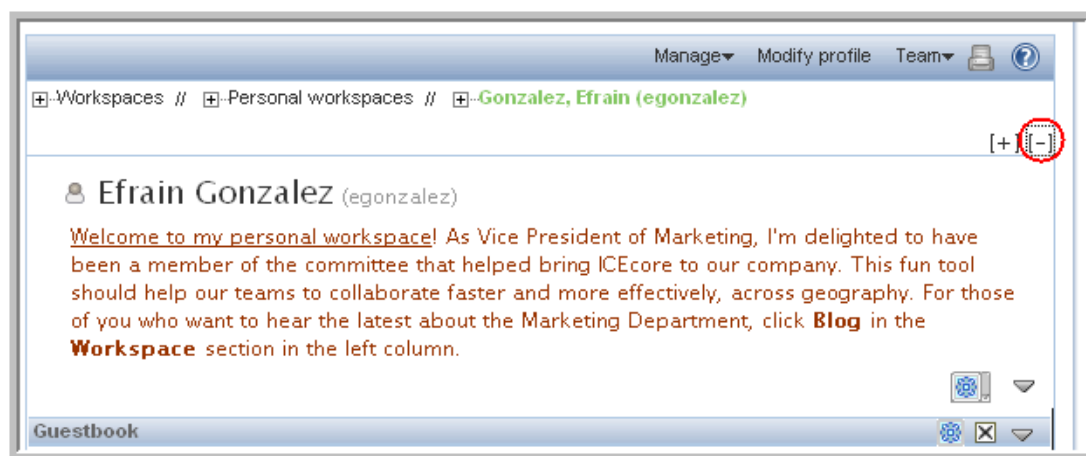 Manage Modify profile Team
Workspaces // Personal workspaces // Gonzalez, Efrain (egonzalez)
[+] [-]
Efrain Gonzalez (egonzalez)
Welcome to my personal workspace! As Vice President of Marketing, I'm delighted to have
been a member of the committee that helped bring ICEcore to our company. This fun tool
should help our teams to collaborate faster and more effectively, across geography. For those
of you who want to hear the latest about the Marketing Department, click Blog in the
Workspace section in the left column.
Guestbook